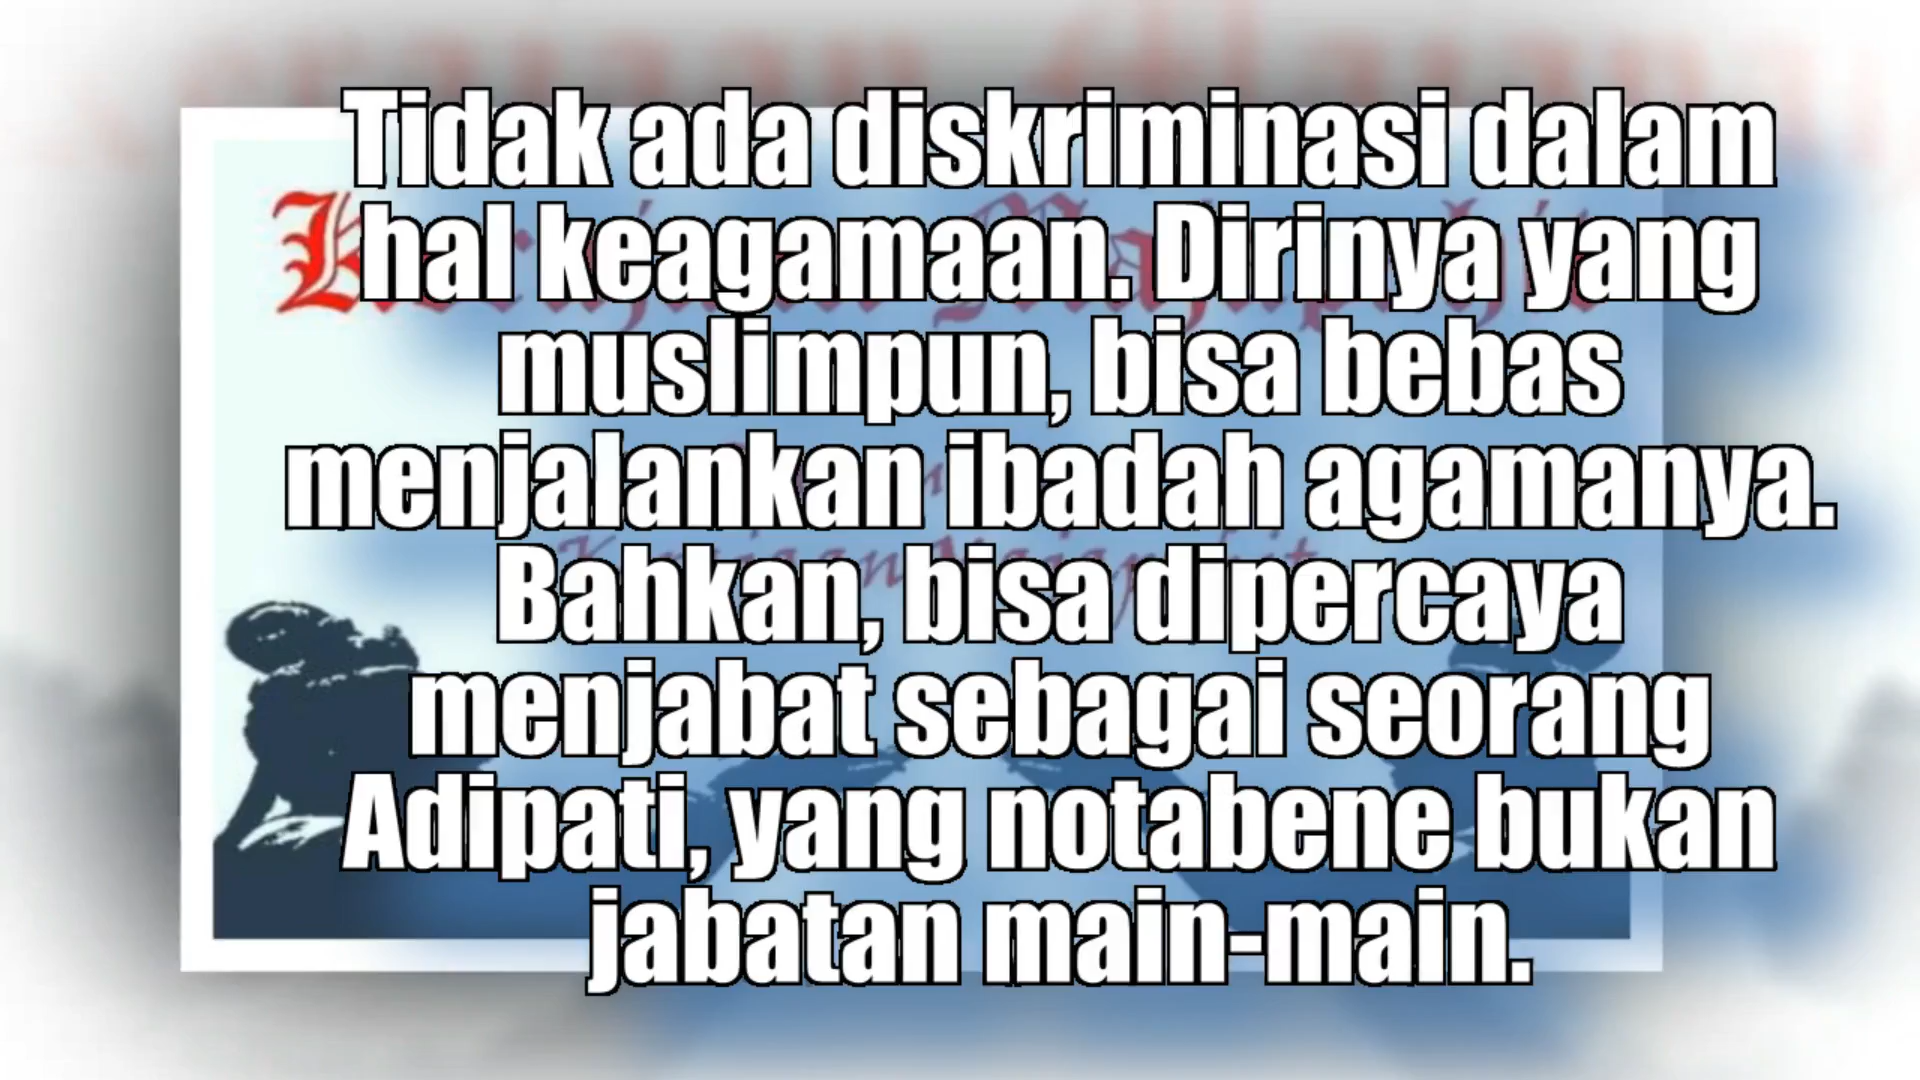 Tidak ada diskriminasi dalam
hal keagamaan. Dirinya yang
muslimpun, bisa bebas
menjalankan ibadah agamanya.
Bahkan, bisa dipercaya
menjabat sebagai seorang
Adipati, yang notabene bukan
jabatan main-main.